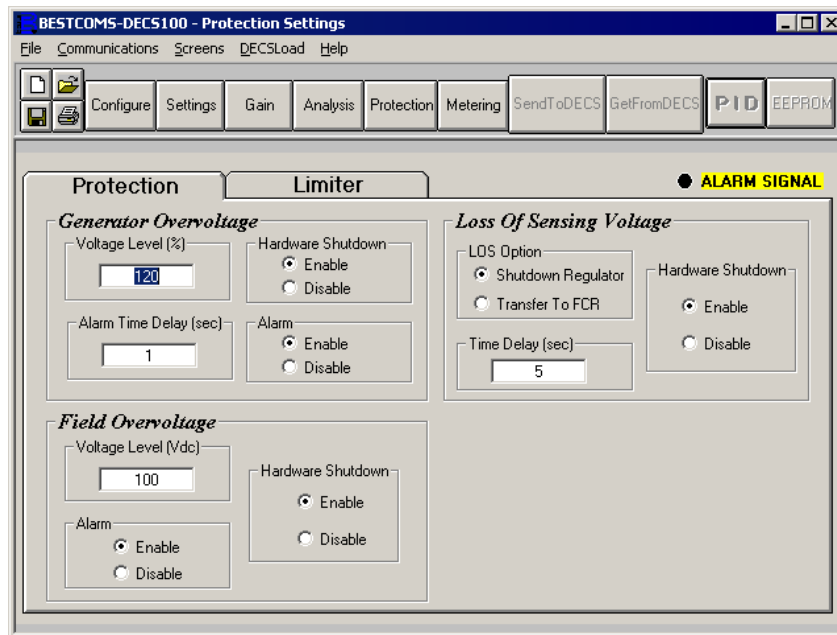 BESTCOMS-DECS100 - Protection Settings
File Communications Screens DECSLoad Help
Configure Settings Gain Analysis Protection Metering SendToDECS GetFromDECS PID EEPROM
Protection Limiter ALARM SIGNAL
Generator Overvoltage
Voltage Level (%)
120
Hardware Shutdown
Enable
Disable
Alarm Time Delay (sec)
1
Alarm
Enable
Disable
Loss Of Sensing Voltage
LOS Option
Shutdown Regulator
Transfer To FCR
Time Delay (sec)
5
Hardware Shutdown
Enable
Disable
Field Overvoltage
Voltage Level (Vdc)
100
Alarm
Enable
Disable
Hardware Shutdown
Enable
Disable